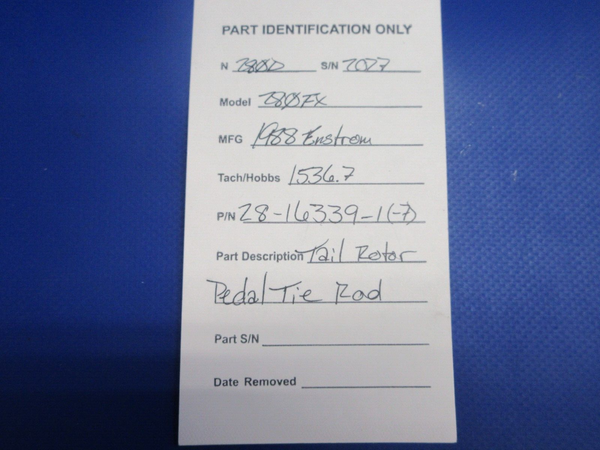 PART IDENTIFICATION ONLY
N 280D S/N 2027
Model 280FX
MFG 1988 Enstrom
Tach/Hobbs 1536.7
P/N 28-16339-1(-7)
Part Description Tail Rotor
Pedal Tie Rod
Part S/N
Date Removed